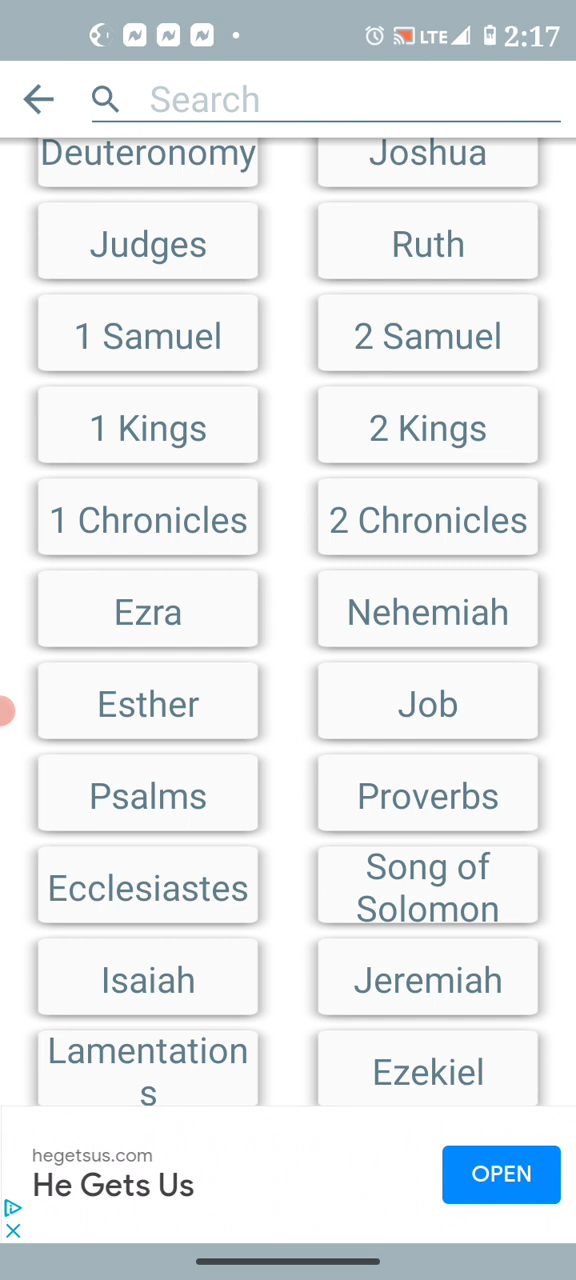 LTE 2:17
Search
Deuteronomy Joshua
Judges Ruth
1 Samuel 2 Samuel
1 Kings 2 Kings
1 Chronicles 2 Chronicles
Ezra Nehemiah
Esther Job
Psalms Proverbs
Ecclesiastes Song of
Solomon
Isaiah Jeremiah
Lamentation
s Ezekiel
hegetsus.com
He Gets Us
OPEN